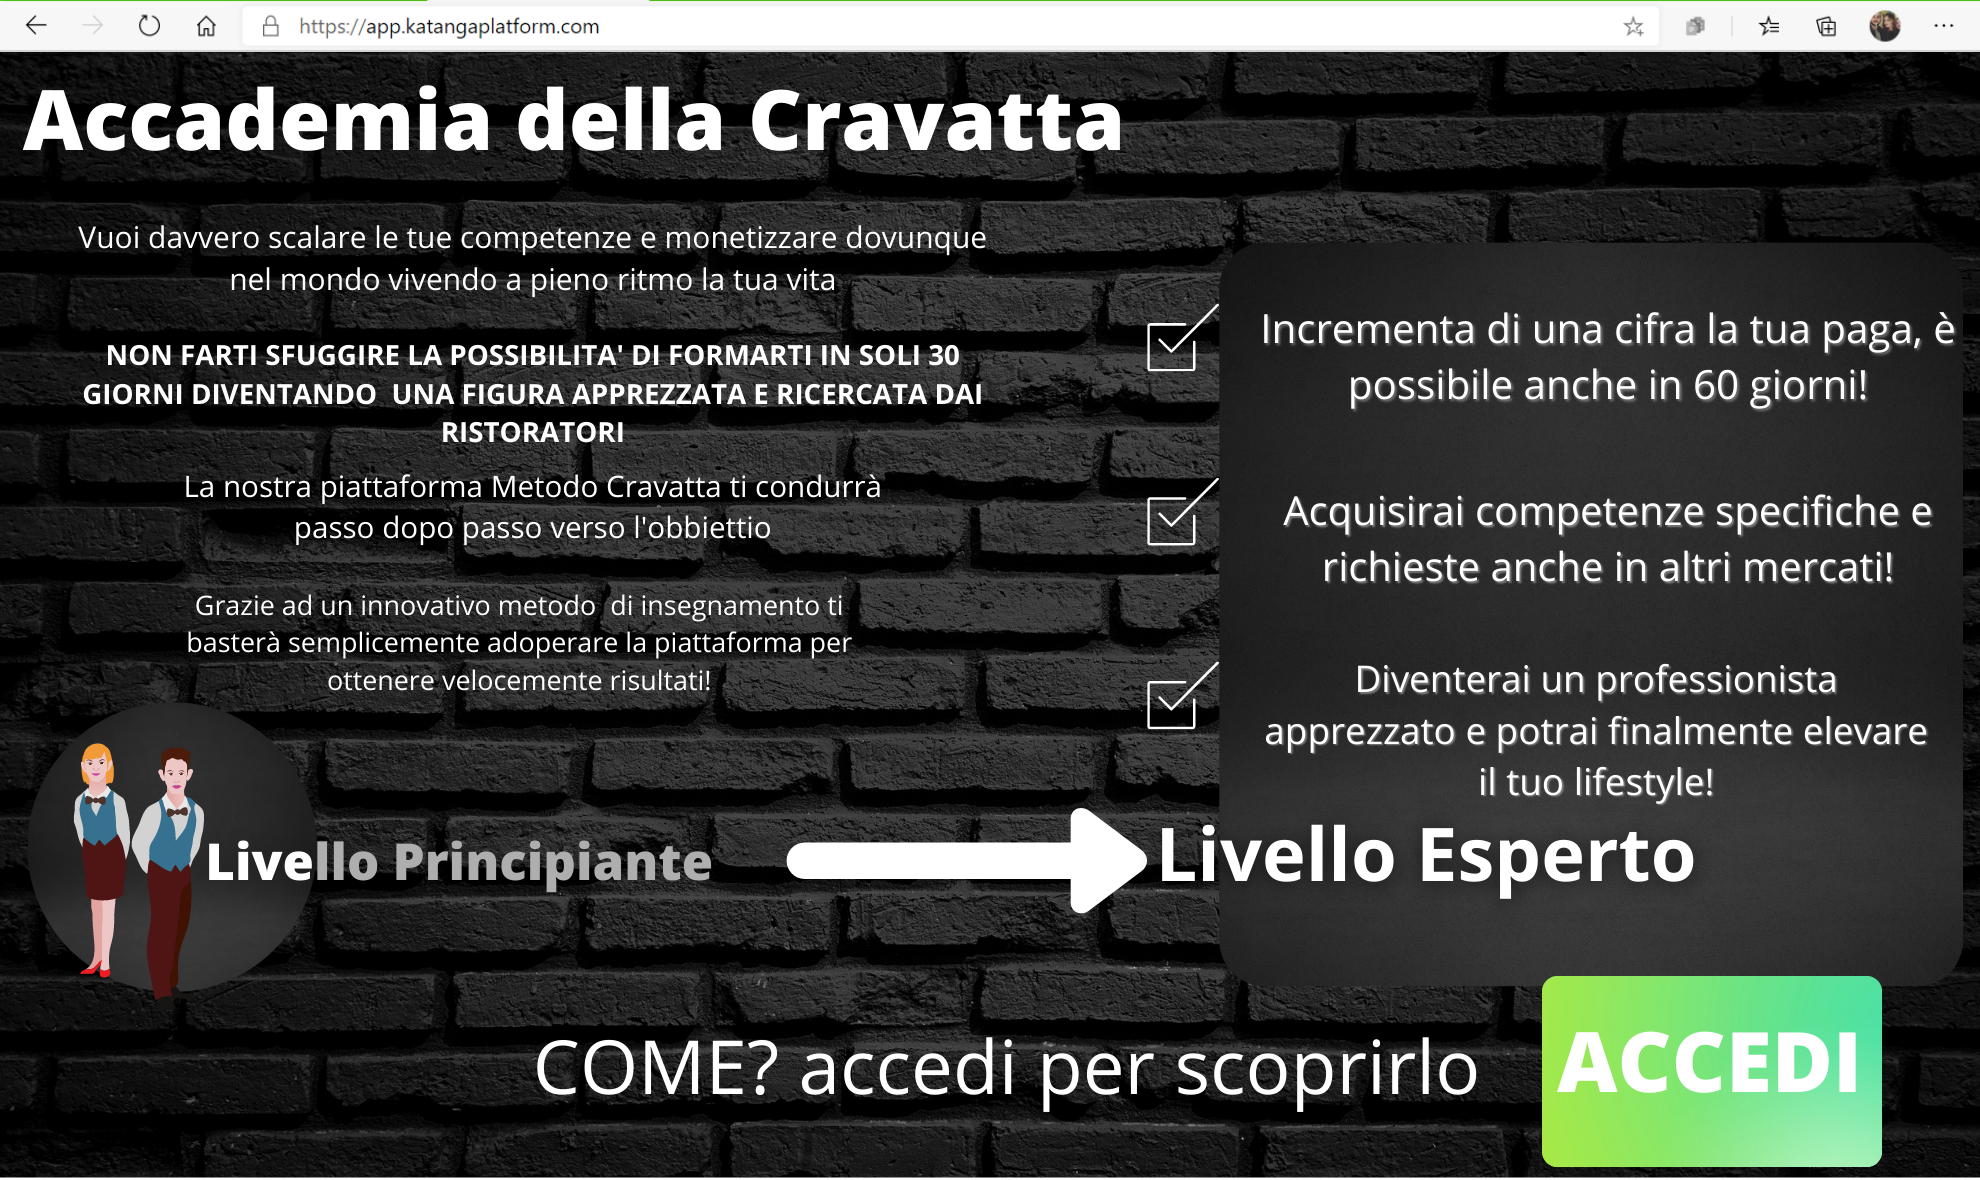 https://app.katangaplatform.com
Accademia della Cravatta
Vuoi davvero scalare le tue competenze e monetizzare dovunque
nel mondo vivendo a pieno ritmo la tua vita
NON FARTI SFUGGIRE LA POSSIBILITA' DI FORMARTI IN SOLI 30
GIORNI DIVENTANDO  UNA FIGURA APPREZZATA E RICERCATA DAI
RISTORATORI
La nostra piattaforma Metodo Cravatta ti condurrà
passo dopo passo verso l'obbiettio
Grazie ad un innovativo metodo  di insegnamento ti
basterà semplicemente adoperare la piattaforma per
ottenere velocemente risultati!
Incrementa di una cifra la tua paga, è
possibile anche in 60 giorni!
Acquisirai competenze specifiche e
richieste anche in altri mercati!
Diventerai un professionista
apprezzato e potrai finalmente elevare
il tuo lifestyle!
Livello Principiante
Livello Esperto
COME? accedi per scoprirlo
ACCEDI